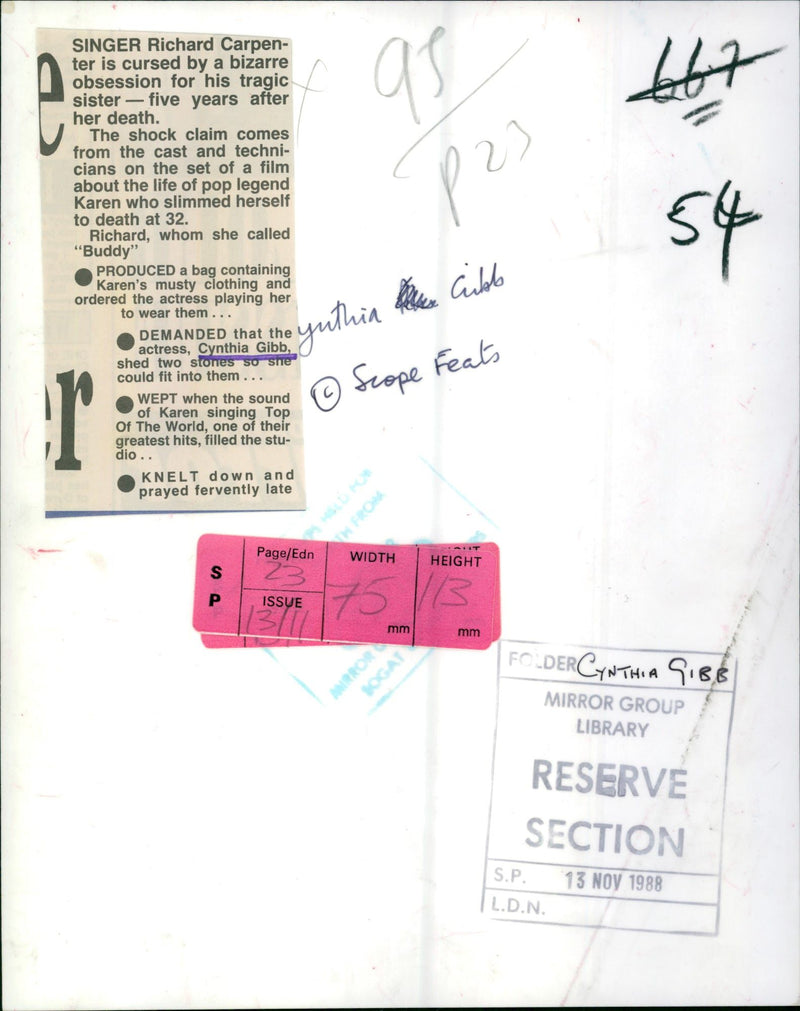 SINGER Richard Carpen-
ter is cursed by a bizarre
obsession for his tragic
sister — five years after
her death.
The shock claim comes
from the cast and techni-
cians on the set of a film
about the life of pop legend
Karen who slimmed herself
to death at 32.
Richard, whom she called
"Buddy"
● PRODUCED a bag containing
Karen's musty clothing and
ordered the actress playing her
to wear them . . .
● DEMANDED that the
actress, Cynthia Gibb,
shed two stones so she
could fit into them . . .
● WEPT when the sound
of Karen singing Top
Of The World, one of their
greatest hits, filled the stu-
dio . .
● KNELT down and
prayed fervently late
e
er
95
P23
667
54
Cynthia Gibb
© Scope Feats
MIRROR
S P
Page/Edn
23
ISSUE
13/11
WIDTH
75
mm
HEIGHT
113
mm
FOLDER CYNTHIA GIBB
MIRROR GROUP
LIBRARY
RESERVE
SECTION
S.P. 13 NOV 1988
L.D.N.